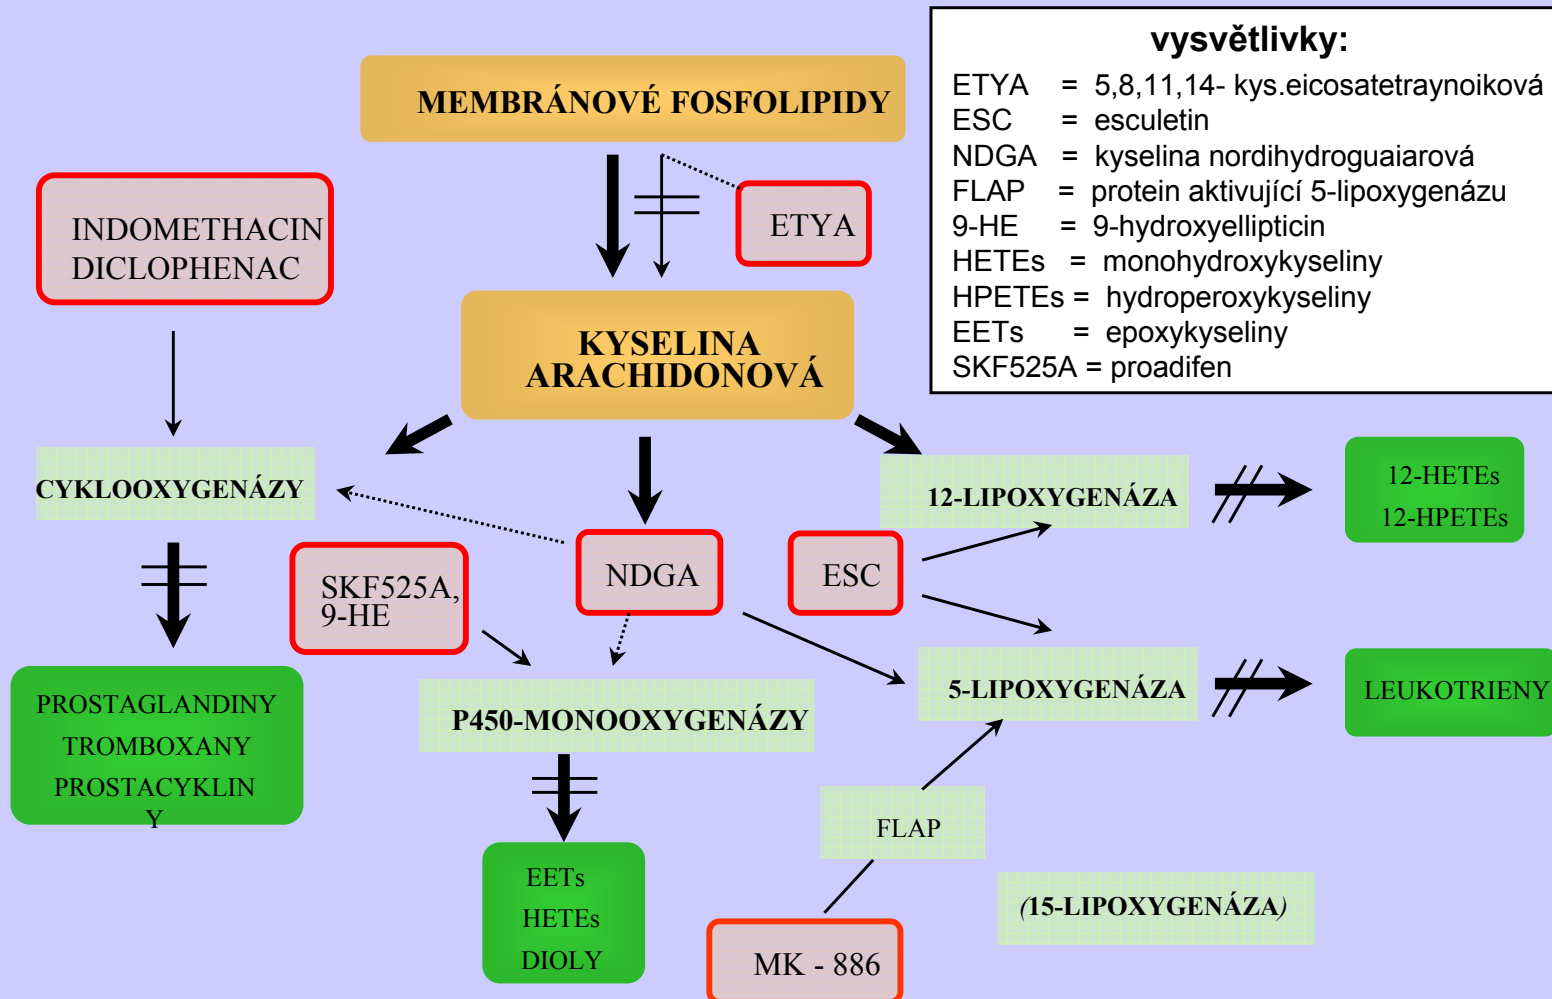 MEMBRÁNOVÉ FOSFOLIPIDY
vysvětlivky:
ETYA = 5,8,11,14- kys.eicosatetraynoiková
ESC = esculetin
NDGA = kyselina nordihydroguaiarová
FLAP = protein aktivující 5-lipoxygenázu
9-HE = 9-hydroxyellipticin
HETEs = monohydroxykyseliny
HPETEs = hydroperoxykyseliny
EETs = epoxykyseliny
SKF525A = proadifen
INDOMETHACIN
DICLOPHENAC
ETYA
KYSELINA
ARACHIDONOVÁ
CYKLOOXYGENÁZY
12-LIPOXYGENÁZA
12-HETEs
12-HPETEs
SKF525A,
9-HE
NDGA
ESC
PROSTAGLANDINY
TROMBOXANY
PROSTACYKLIN
Y
P450-MONOOXYGENÁZY
5-LIPOXYGENÁZA
LEUKOTRIENY
FLAP
EETs
HETEs
DIOLY
(15-LIPOXYGENÁZA)
MK - 886